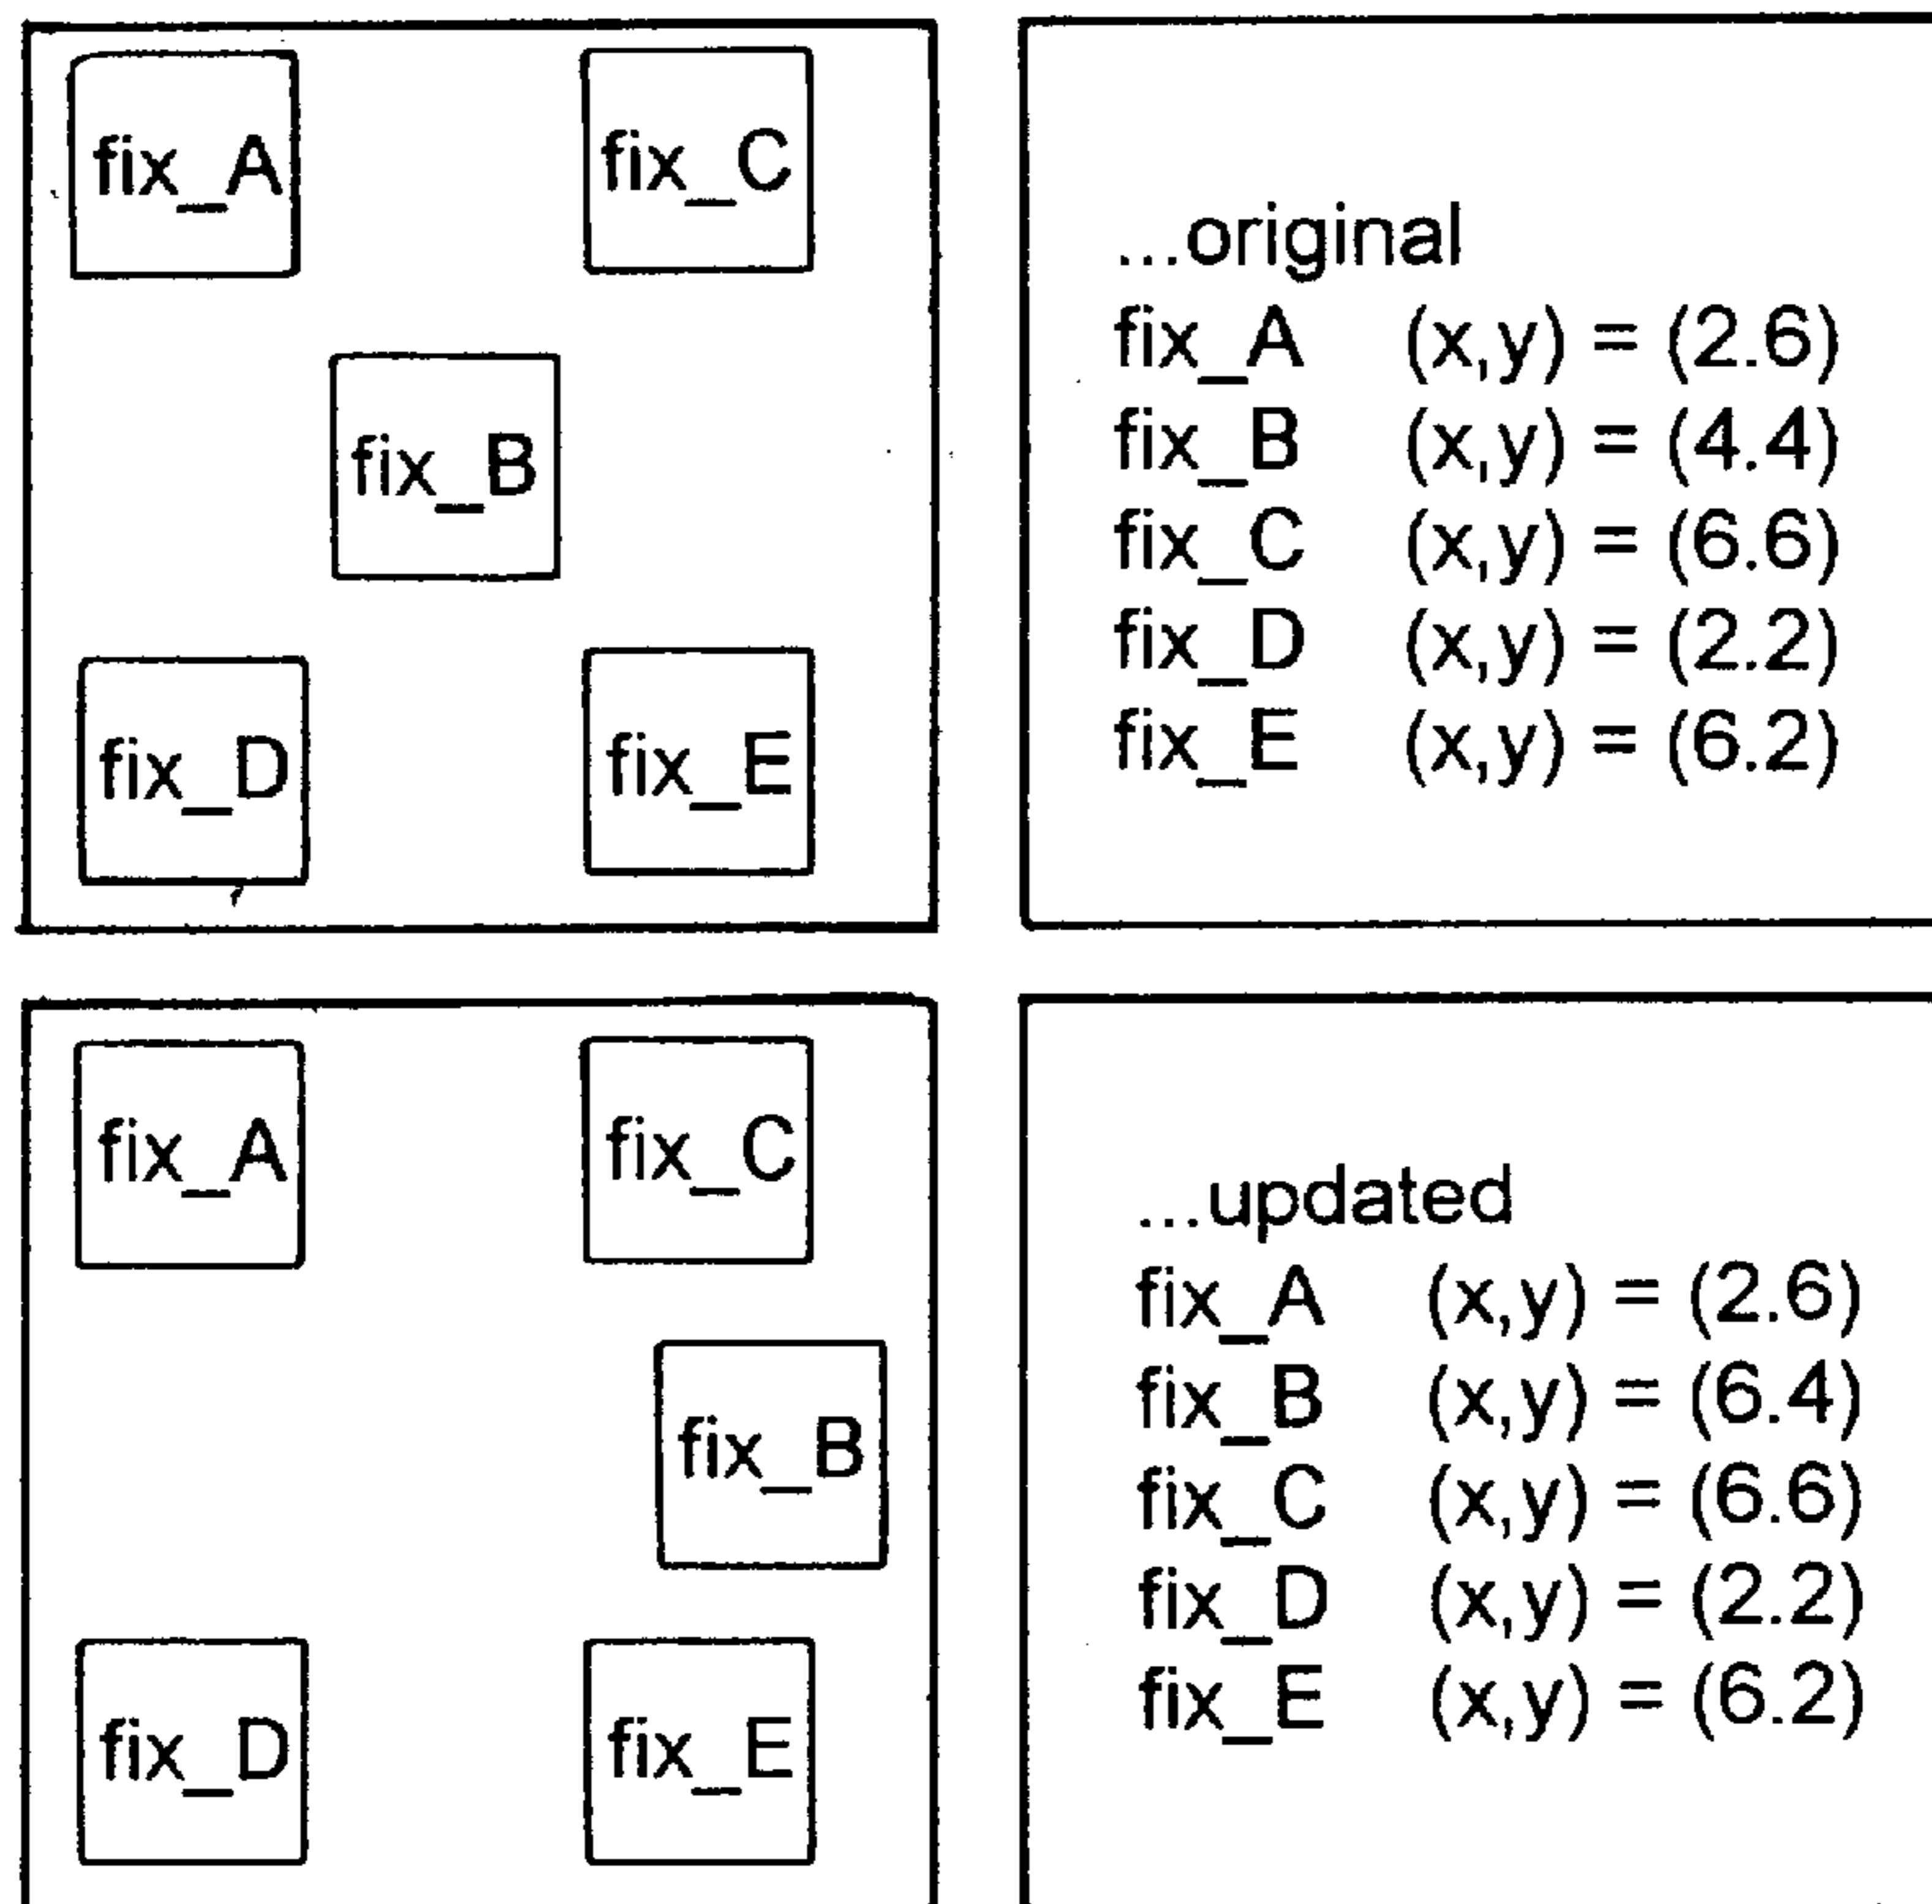 fix_A
fix_C
fix_B
fix_D
fix_E
...original
fix_A (x,y) = (2.6)
fix_B (x,y) = (4.4)
fix_C (x,y) = (6.6)
fix_D (x,y) = (2.2)
fix_E (x,y) = (6.2)
fix_A
fix_C
fix_B
fix_D
fix_E
...updated
fix_A (x,y) = (2.6)
fix_B (x,y) = (6.4)
fix_C (x,y) = (6.6)
fix_D (x,y) = (2.2)
fix_E (x,y) = (6.2)